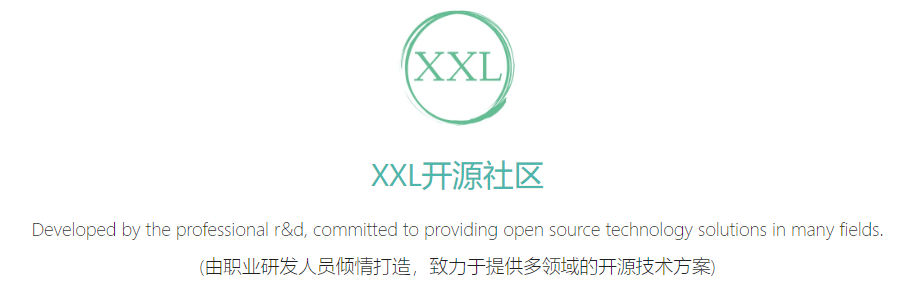 XXL
XXL开源社区
Developed by the professional r&d, committed to providing open source technology solutions in many fields.
(由职业研发人员倾情打造，致力于提供多领域的开源技术方案)